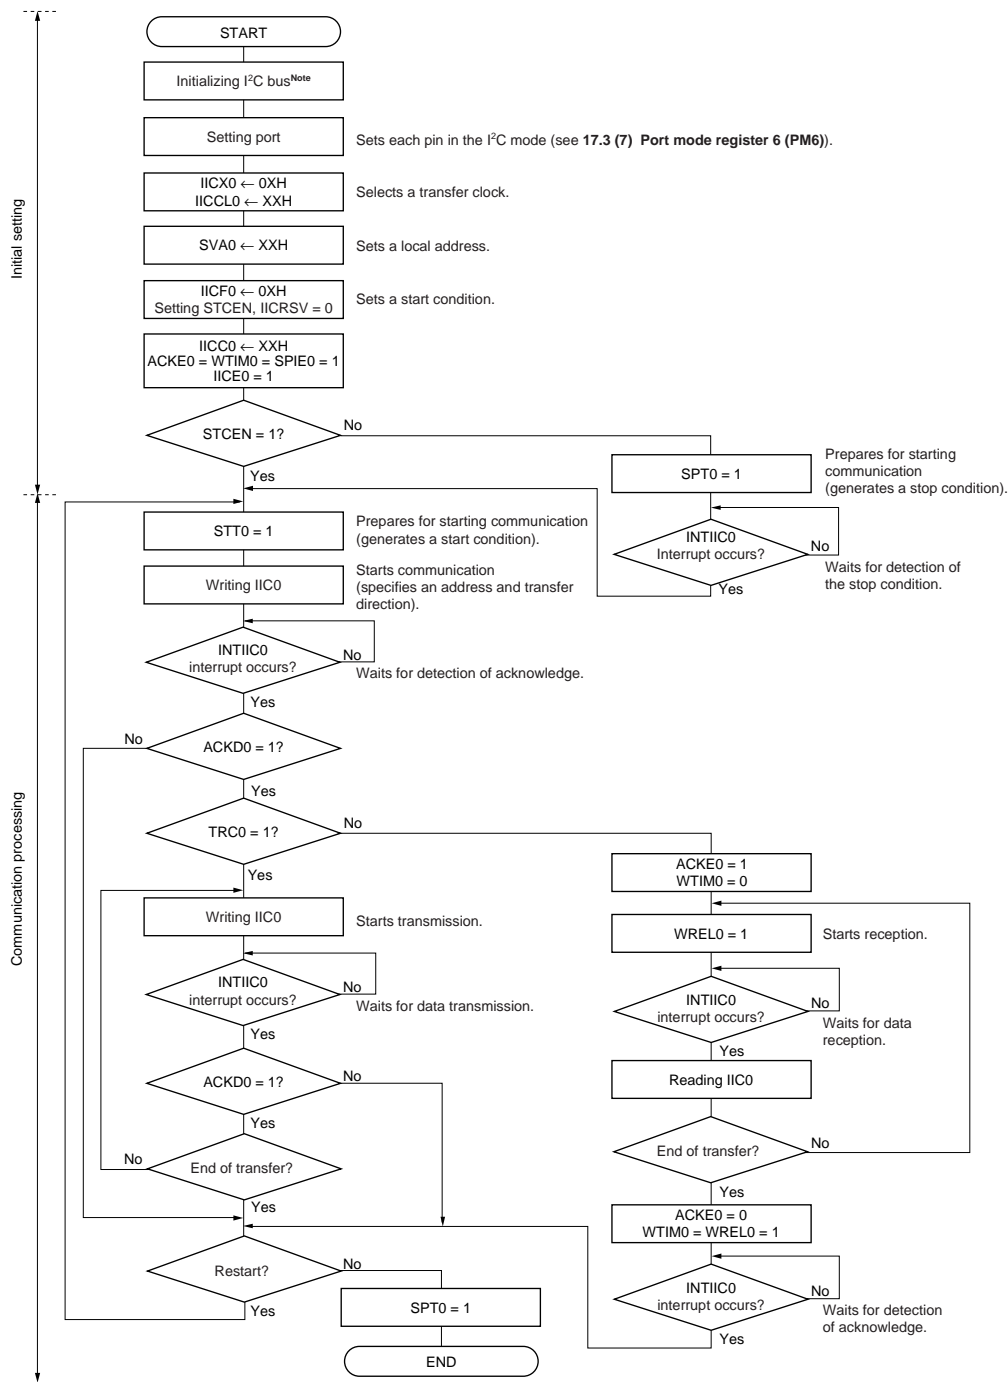 START
Initializing I²C busNote
Setting port
Sets each pin in the I²C mode (see 17.3 (7) Port mode register 6 (PM6)).
IICX0 ← 0XH
IICCL0 ← XXH
Selects a transfer clock.
SVA0 ← XXH
Sets a local address.
IICF0 ← 0XH
Setting STCEN, IICRSV = 0
Sets a start condition.
Initial setting
IICC0 ← XXH
ACKE0 = WTIM0 = SPIE0 = 1
IICE0 = 1
STCEN = 1?
No
Yes
SPT0 = 1
Prepares for starting
communication
(generates a stop condition).
STT0 = 1
Prepares for starting communication
(generates a start condition).
INTIIC0
Interrupt occurs?
No
Waits for detection of
the stop condition.
Yes
Writing IIC0
Starts communication
(specifies an address and transfer
direction).
INTIIC0
interrupt occurs?
No
Waits for detection of acknowledge.
Yes
No
ACKD0 = 1?
Yes
TRC0 = 1?
No
Yes
Communication processing
ACKE0 = 1
WTIM0 = 0
Writing IIC0
Starts transmission.
WREL0 = 1
Starts reception.
INTIIC0
interrupt occurs?
No
Waits for data transmission.
Yes
INTIIC0
interrupt occurs?
No
Waits for data
reception.
Yes
ACKD0 = 1?
No
Yes
Reading IIC0
No
End of transfer?
Yes
End of transfer?
No
Yes
ACKE0 = 0
WTIM0 = WREL0 = 1
Restart?
No
Yes
SPT0 = 1
INTIIC0
interrupt occurs?
No
Waits for detection
of acknowledge.
Yes
END